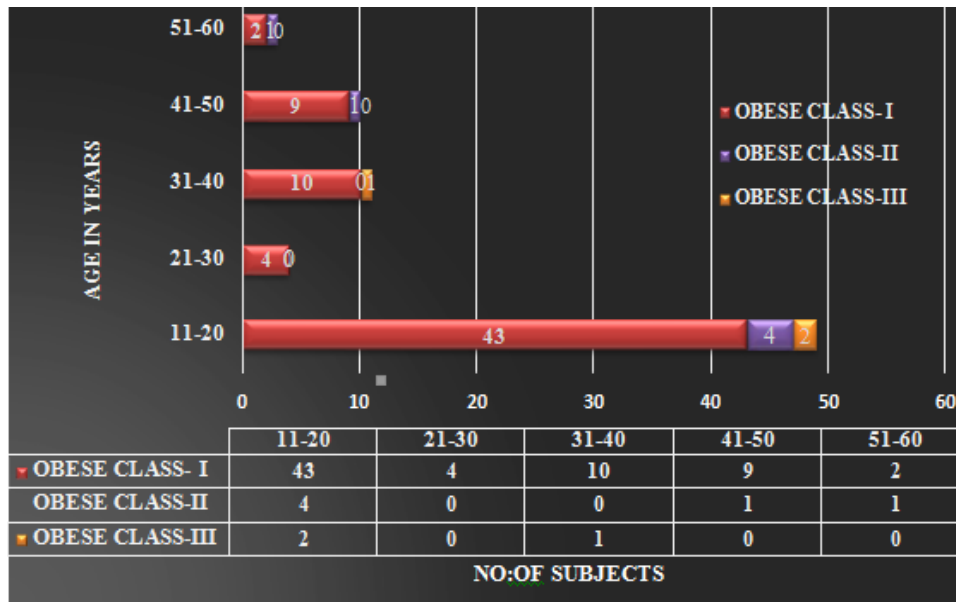 51-60
2
1
0
41-50
9
1
0
31-40
10
0
1
21-30
4
0
11-20
43
4
2
AGE IN YEARS
OBESE CLASS- I
OBESE CLASS-II
OBESE CLASS-III
0 10 20 30 40 50 60
11-20 21-30 31-40 41-50 51-60
OBESE CLASS- I 43 4 10 9 2
OBESE CLASS-II 4 0 0 1 1
OBESE CLASS-III 2 0 1 0 0
NO:OF SUBJECTS